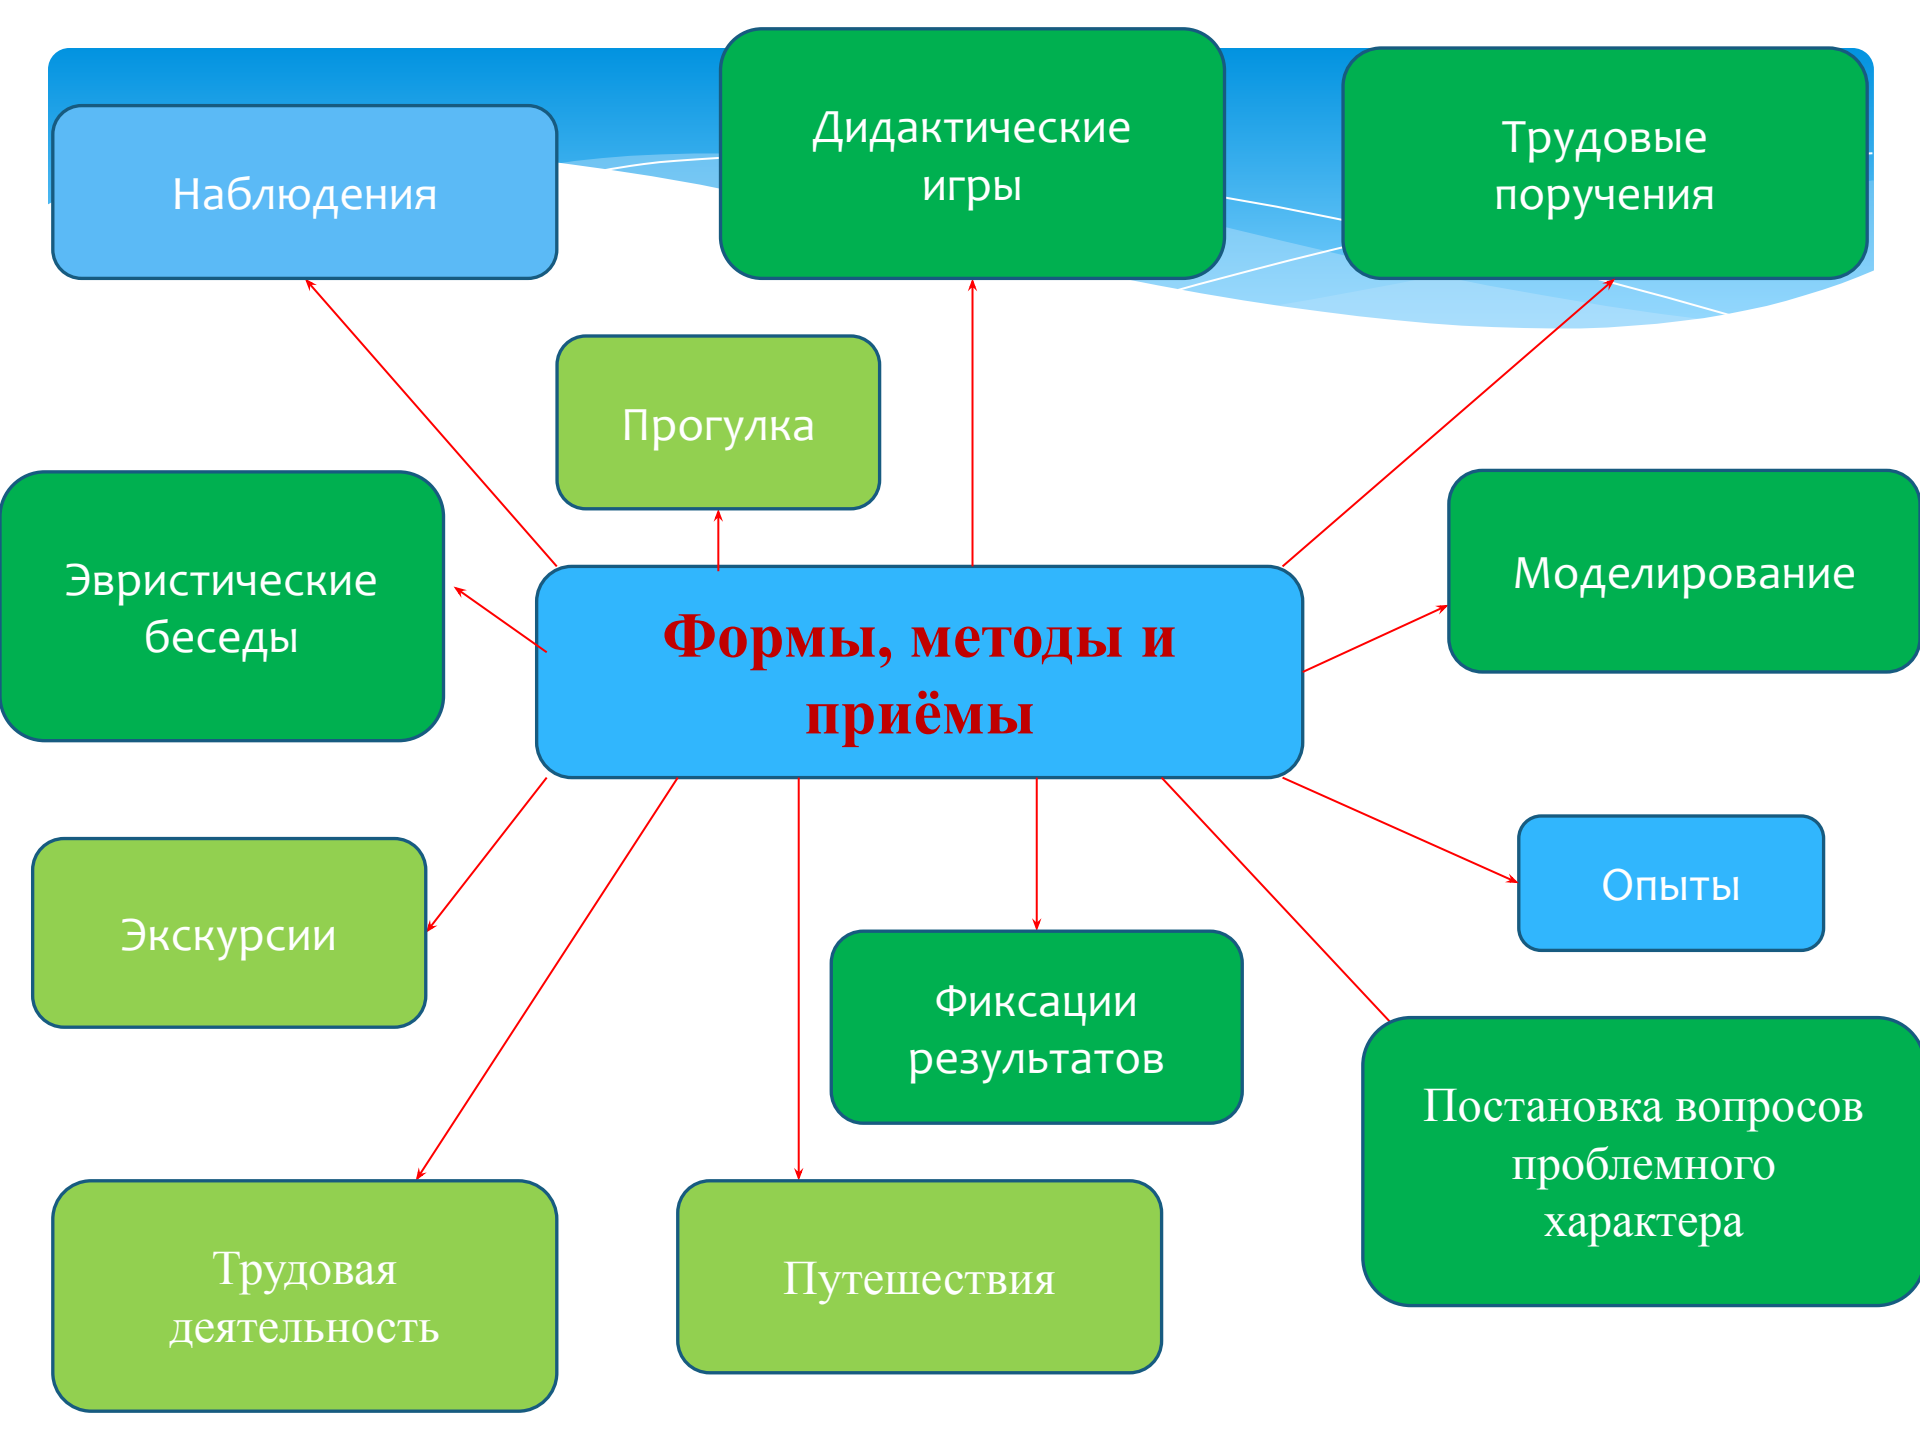 Наблюдения
Дидактические
игры
Трудовые
поручения
Прогулка
Эвристические
беседы
Моделирование
Формы, методы и
приёмы
Опыты
Экскурсии
Фиксации
результатов
Постановка вопросов
проблемного
характера
Трудовая
деятельность
Путешествия